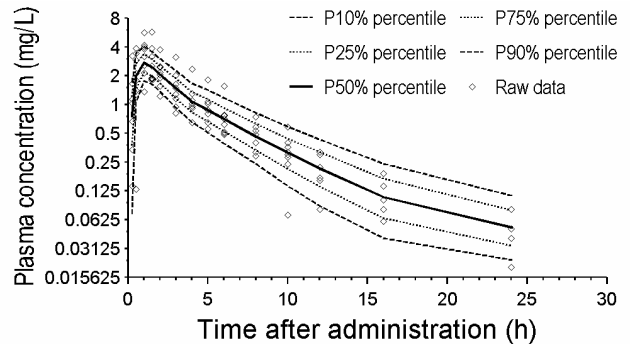 P10% percentile
P75% percentile
P25% percentile
P90% percentile
P50% percentile
Raw data
Plasma concentration (mg/L)
8
4
2
1
0.5
0.25
0.125
0.0625
0.03125
0.015625
0 5 10 15 20 25 30
Time after administration (h)